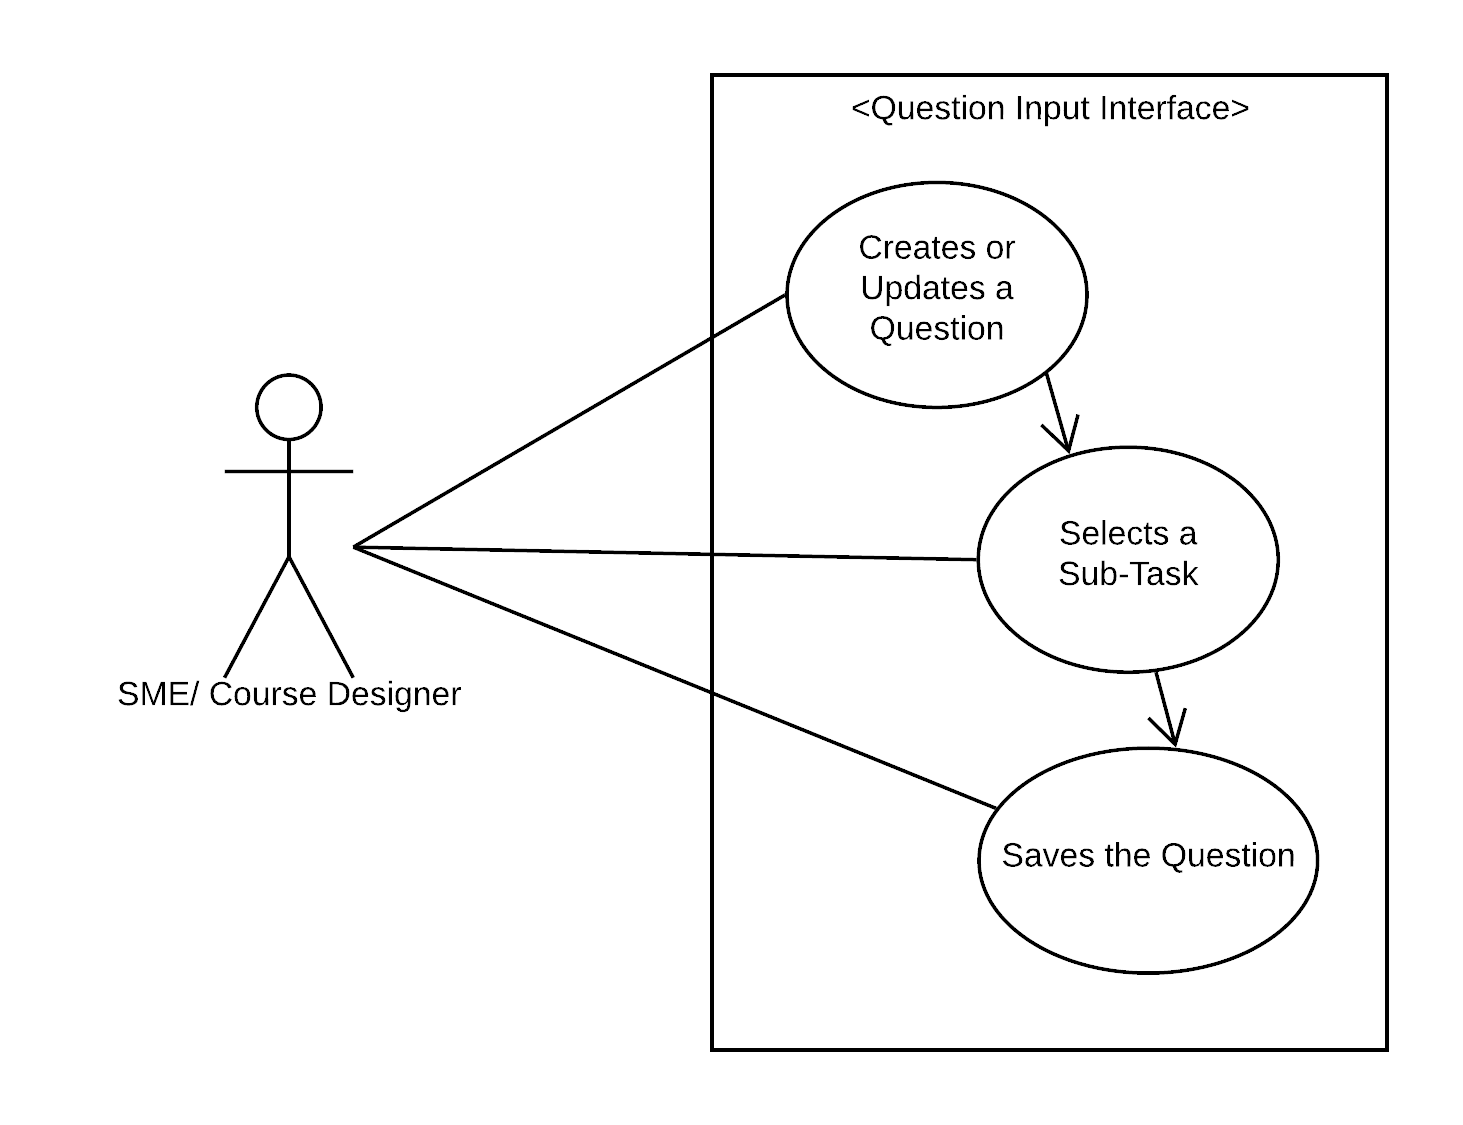 <Question Input Interface>
Creates or
Updates a
Question
Selects a
Sub-Task
SME/ Course Designer
Saves the Question